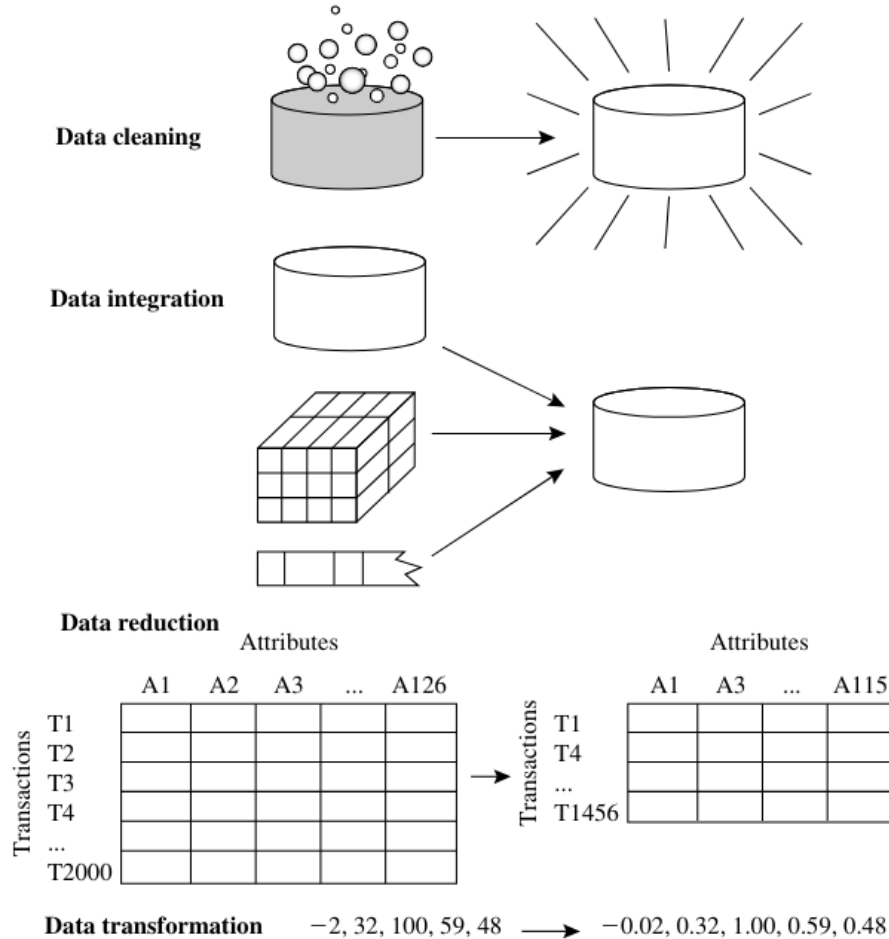 Data cleaning
Data integration
Data reduction
Attributes
A1 A2 A3 ... A126
Transactions
T1
T2
T3
T4
...
T2000
Attributes
A1 A3 ... A115
Transactions
T1
T4
...
T1456
Data transformation −2, 32, 100, 59, 48 −0.02, 0.32, 1.00, 0.59, 0.48